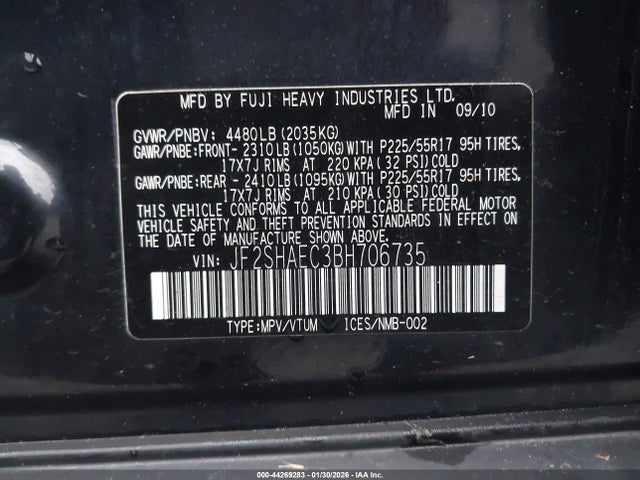 MFD BY FUJI HEAVY INDUSTRIES LTD.
MFD IN 09/10
GVWR/PNBV: 4480LB(2035KG)
GAWR/PNBE:FRONT- 2310LB(1050KG)WITH P225/55R17 95H TIRES,
17X7J RIMS AT 220 KPA(32 PSI)COLD
GAWR/PNBE:REAR - 2410LB(1095KG)WITH P225/55R17 95H TIRES,
17X7J RIMS AT 210 KPA(30 PSI)COLD
THIS VEHICLE CONFORMS TO ALL APPLICABLE FEDERAL MOTOR
VEHICLE SAFETY AND THEFT PREVENTION STANDARDS IN EFFECT
ON THE DATE OF MANUFACTURE SHOWN ABOVE.
VIN: JF2SHAEC3BH706735
TYPE:MPV/VTUM ICES/NMB-002
000-44269283 - 01/30/2026 - IAA, Inc.